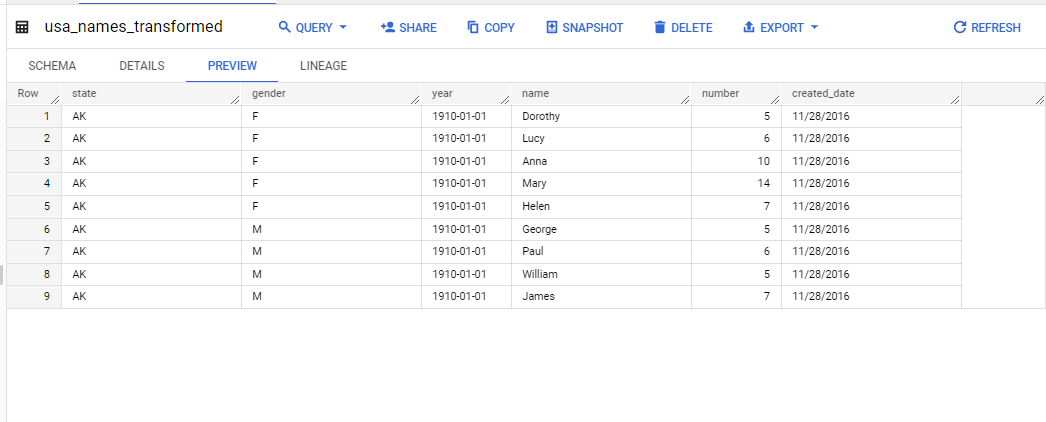 usa_names_transformed QUERY SHARE COPY SNAPSHOT DELETE EXPORT REFRESH
SCHEMA DETAILS PREVIEW LINEAGE
Row state gender year name number created_date
1 AK F 1910-01-01 Dorothy 5 11/28/2016
2 AK F 1910-01-01 Lucy 6 11/28/2016
3 AK F 1910-01-01 Anna 10 11/28/2016
4 AK F 1910-01-01 Mary 14 11/28/2016
5 AK F 1910-01-01 Helen 7 11/28/2016
6 AK M 1910-01-01 George 5 11/28/2016
7 AK M 1910-01-01 Paul 6 11/28/2016
8 AK M 1910-01-01 William 5 11/28/2016
9 AK M 1910-01-01 James 7 11/28/2016